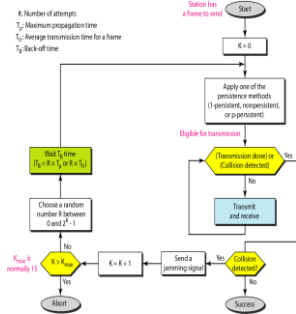 K: Number of attempts
Tp: Maximum propagation time
Tfr: Average transmission time for a frame
TB: Back-off time
Station has
a frame to send
Start
K = 0
Apply one of the
persistence methods
(1-persistent, nonpersistent,
or p-persistent)
Eligible for transmission
Wait TB time
(TB = R × Tp or R × Tfr)
(Transmission done) or
(Collision detected)
Yes
No
Choose a random
number R between
0 and 2^K - 1
Transmit
and receive
No
Kmax is
normally 15
K > Kmax
K = K + 1
Send a
jamming signal
Yes
Collision
detected?
Yes
No
Abort
Success